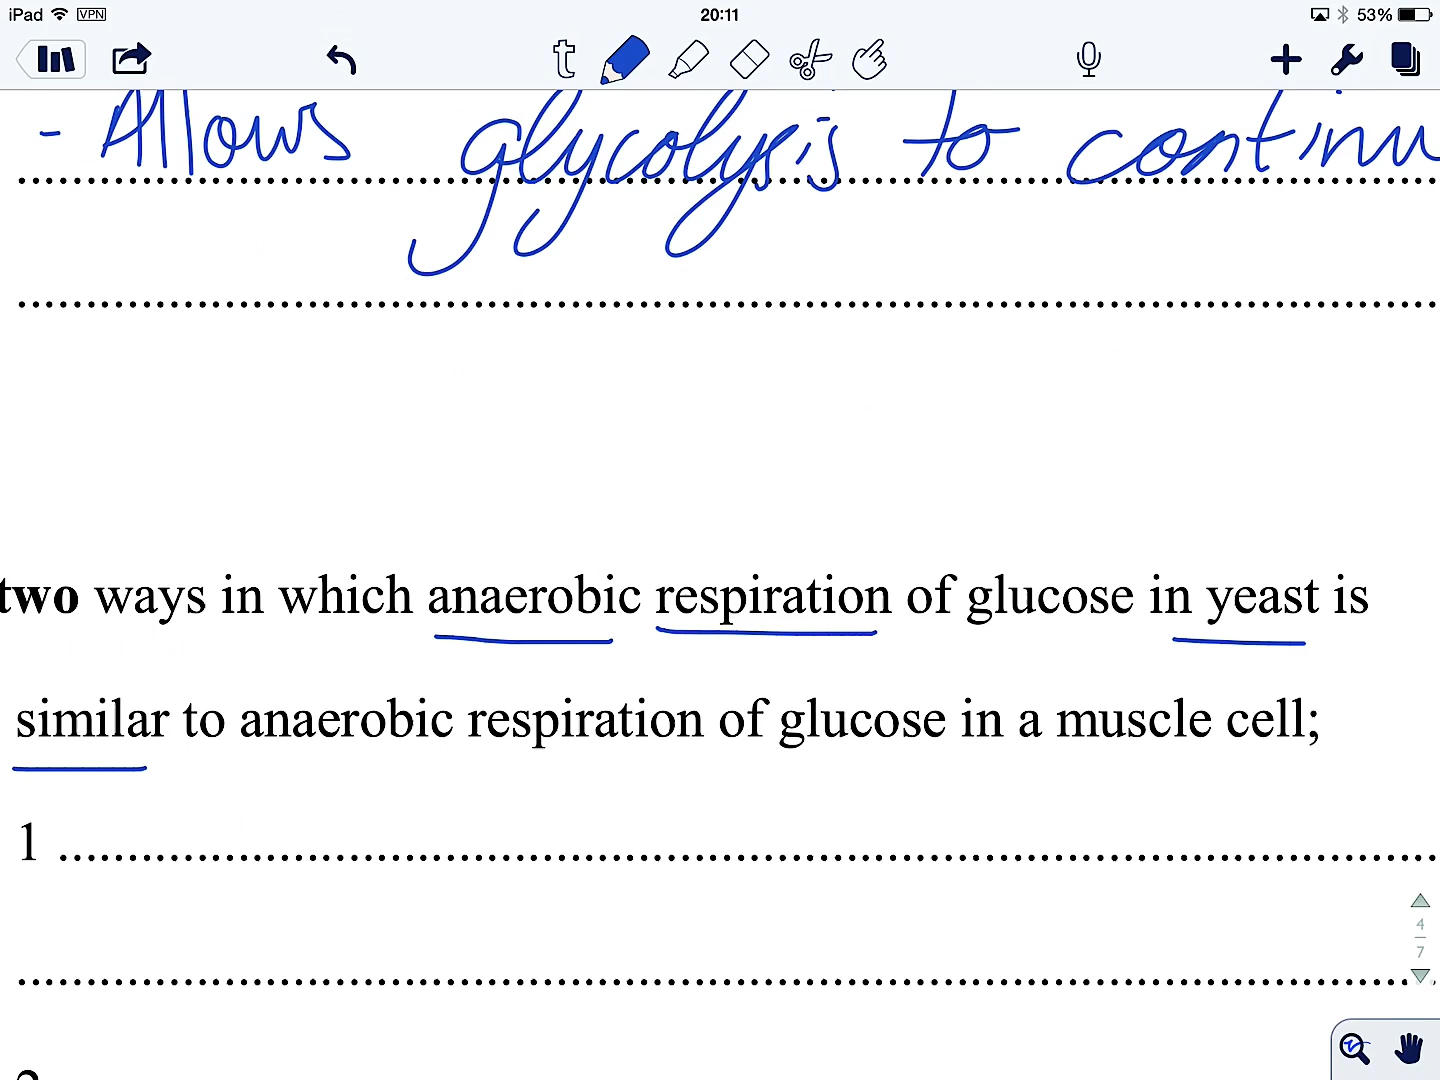 iPad VPN 20:11 53%
t
- Allows glycolysis to continu
two ways in which anaerobic respiration of glucose in yeast is
similar to anaerobic respiration of glucose in a muscle cell;
1
4
7